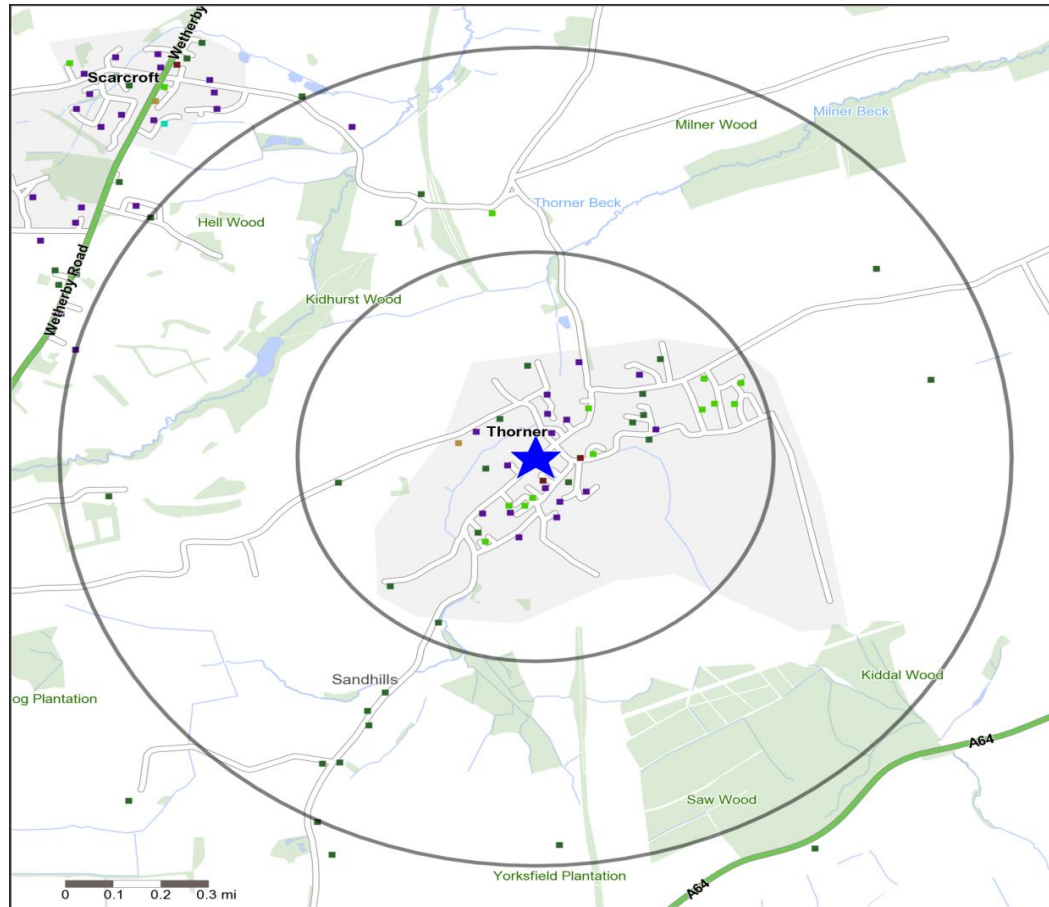 Wetherby
Scarcroft
Milner Beck
Milner Wood
Thorner Beck
Hell Wood
Wetherby Road
Kidhurst Wood
Thorner
Sandhills
Kiddal Wood
og Plantation
A64
Saw Wood
Yorksfield Plantation
A64
0 0.1 0.2 0.3 mi